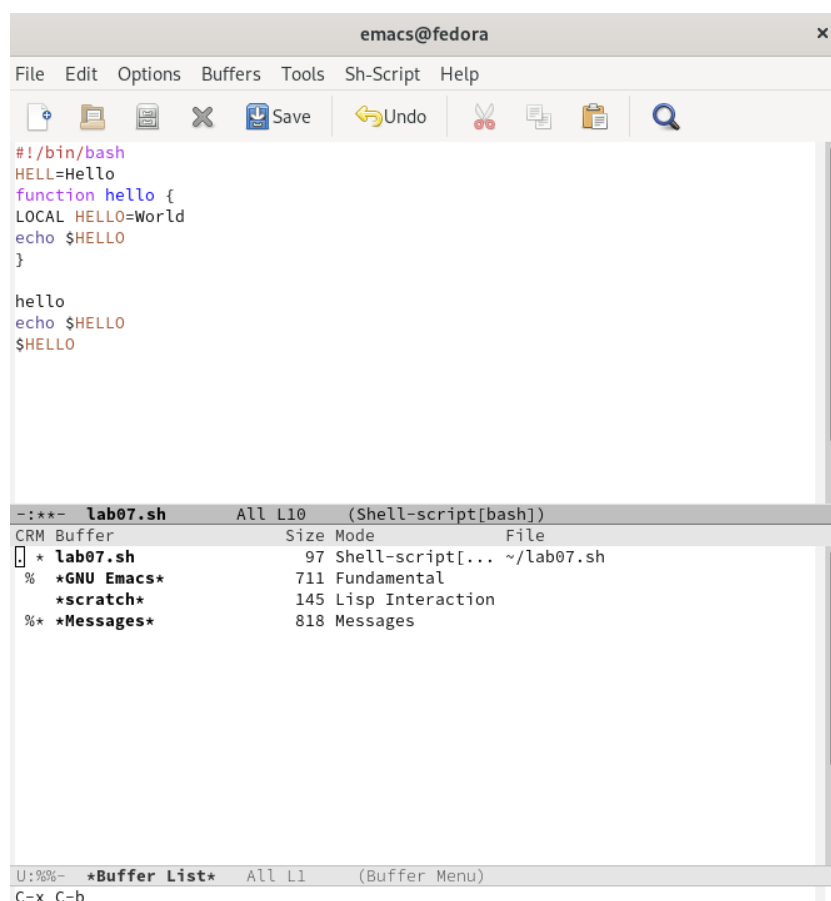 emacs@fedora ×
File Edit Options Buffers Tools Sh-Script Help
Save Undo
#!/bin/bash
HELL=Hello
function hello {
LOCAL HELLO=World
echo $HELLO
}
hello
echo $HELLO
$HELLO
-:**- lab07.sh All L10 (Shell-script[bash])
CRM Buffer Size Mode File
. * lab07.sh 97 Shell-script[... ~/lab07.sh
% *GNU Emacs* 711 Fundamental
*scratch* 145 Lisp Interaction
%* *Messages* 818 Messages
U:%%- *Buffer List* All L1 (Buffer Menu)
C-x C-b